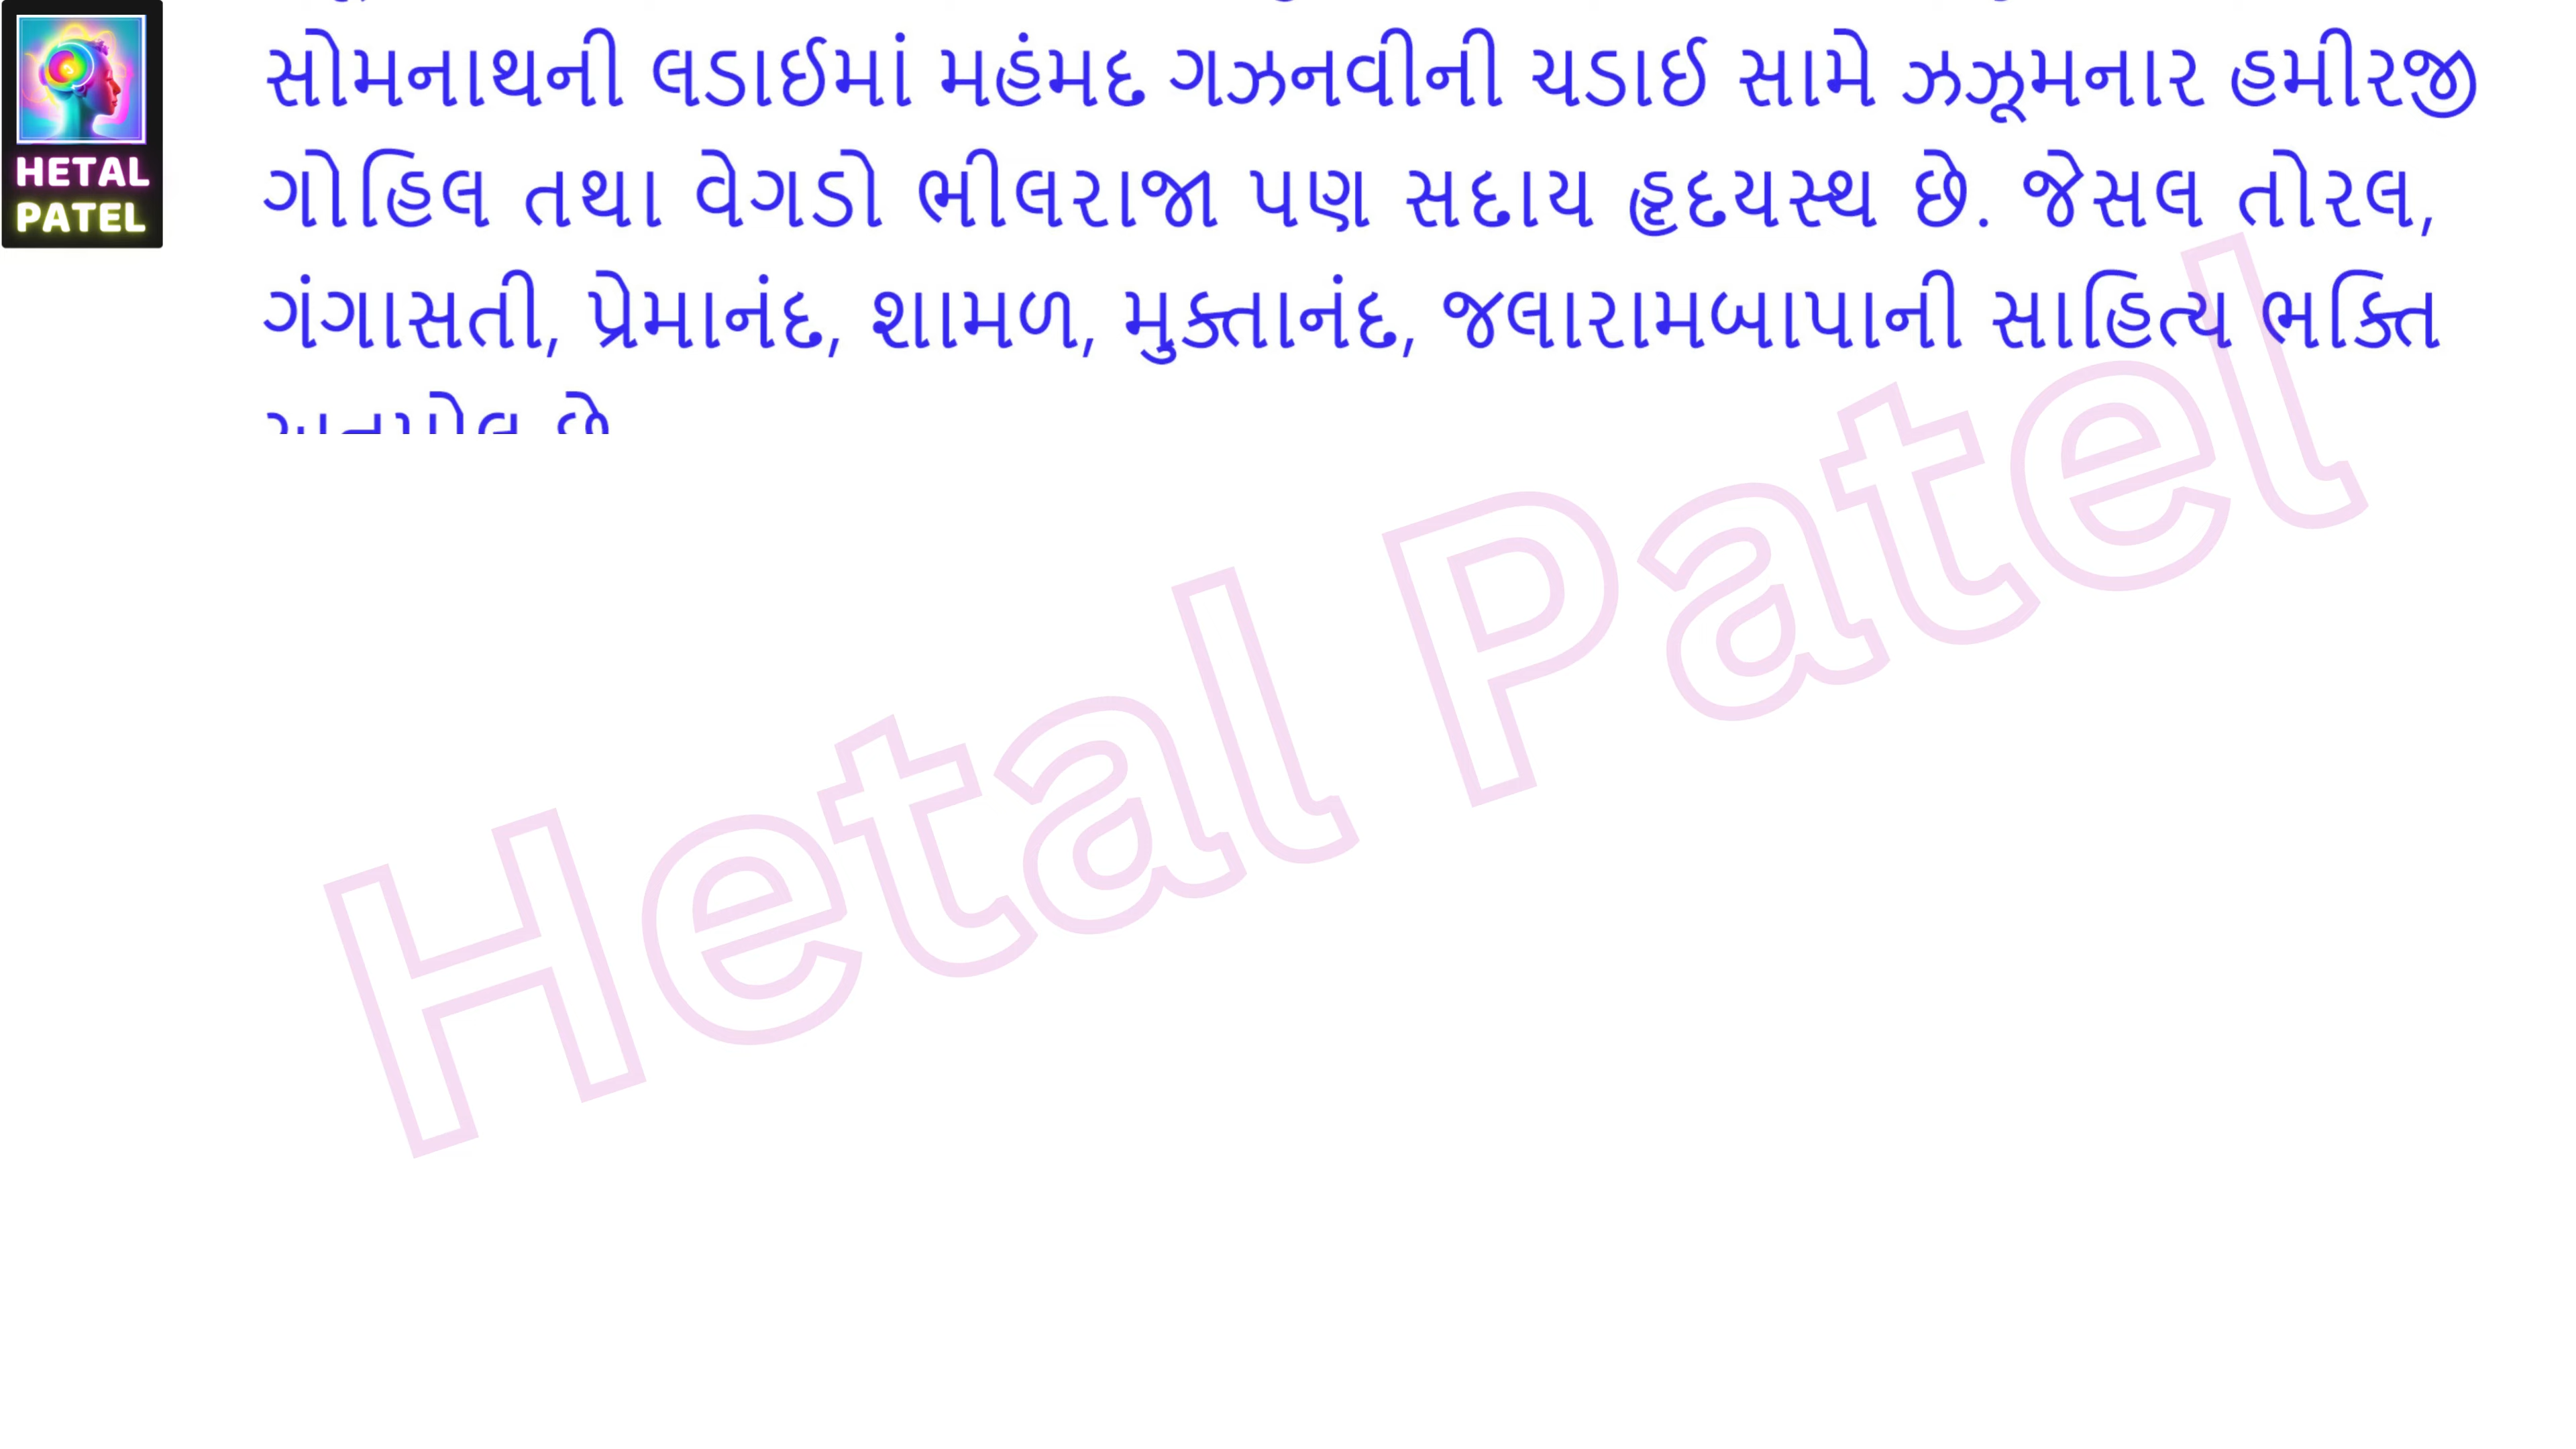 HETAL
PATEL
સોમનાથની લડાઈમાં મહંમદ ગઝનવીની ચડાઈ સામે ઝઝૂમનાર હમીરજી
ગોહિલ તથા વેગડો ભીલરાજા પણ સદાય હૃદયસ્થ છે. જેસલ તોરલ,
ગંગાસતી, પ્રેમાનંદ, શામળ, મુક્તાનંદ, જલારામબાપાની સાહિત્ય ભક્તિ
Hetal Patel